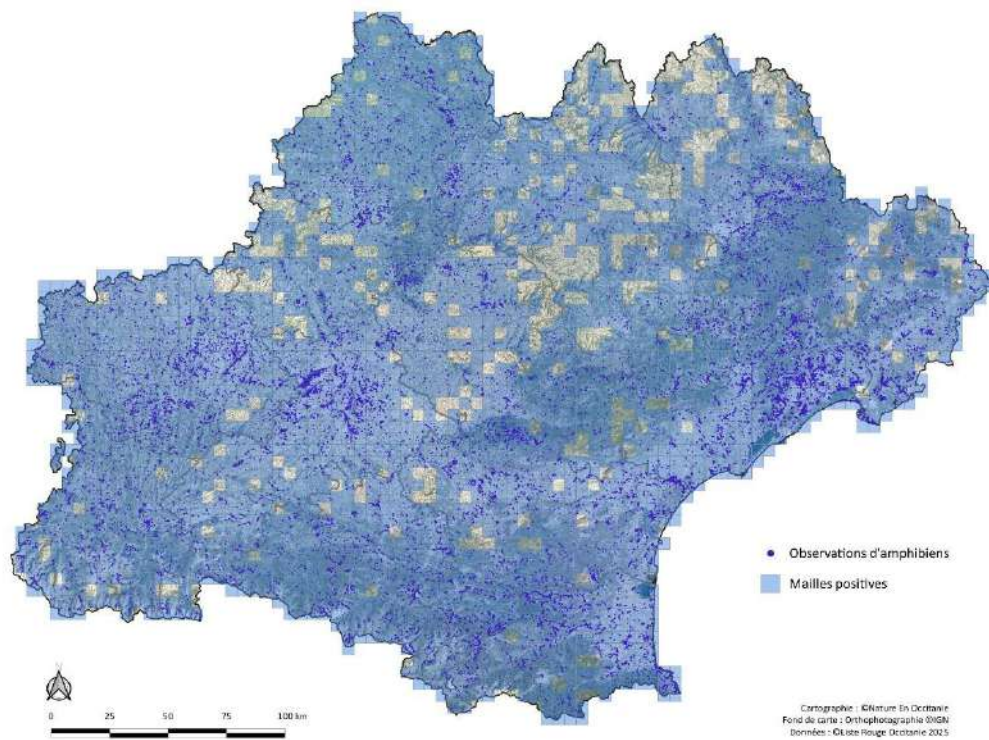 Observations d'amphibiens
Mailles positives
N
0 25 50 75 100 km
Cartographie : ©Nature En Occitanie
Fond de carte : Orthophotographie ©IGN
Données : ©Liste Rouge Occitanie 2025